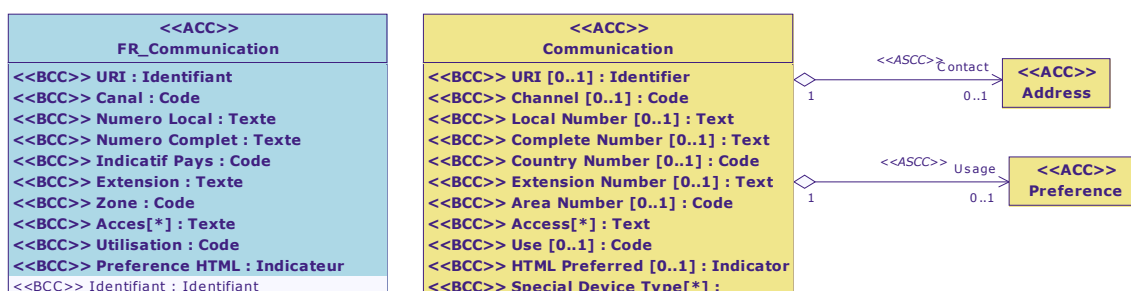 <<ACC>>
FR_Communication
<<BCC>> URI : Identifiant
<<BCC>> Canal : Code
<<BCC>> Numero Local : Texte
<<BCC>> Numero Complet : Texte
<<BCC>> Indicatif Pays : Code
<<BCC>> Extension : Texte
<<BCC>> Zone : Code
<<BCC>> Acces[*] : Texte
<<BCC>> Utilisation : Code
<<BCC>> Preference HTML : Indicateur
<<BCC>> Identifiant : Identifiant
<<ACC>>
Communication
<<BCC>> URI [0..1] : Identifier
<<BCC>> Channel [0..1] : Code
<<BCC>> Local Number [0..1] : Text
<<BCC>> Complete Number [0..1] : Text
<<BCC>> Country Number [0..1] : Code
<<BCC>> Extension Number [0..1] : Text
<<BCC>> Area Number [0..1] : Code
<<BCC>> Access[*] : Text
<<BCC>> Use [0..1] : Code
<<BCC>> HTML Preferred [0..1] : Indicator
<<BCC>> Special Device Type[*] :
<<ASCC>> Contact
1 0..1
<<ACC>>
Address
<<ASCC>> Usage
1 0..1
<<ACC>>
Preference